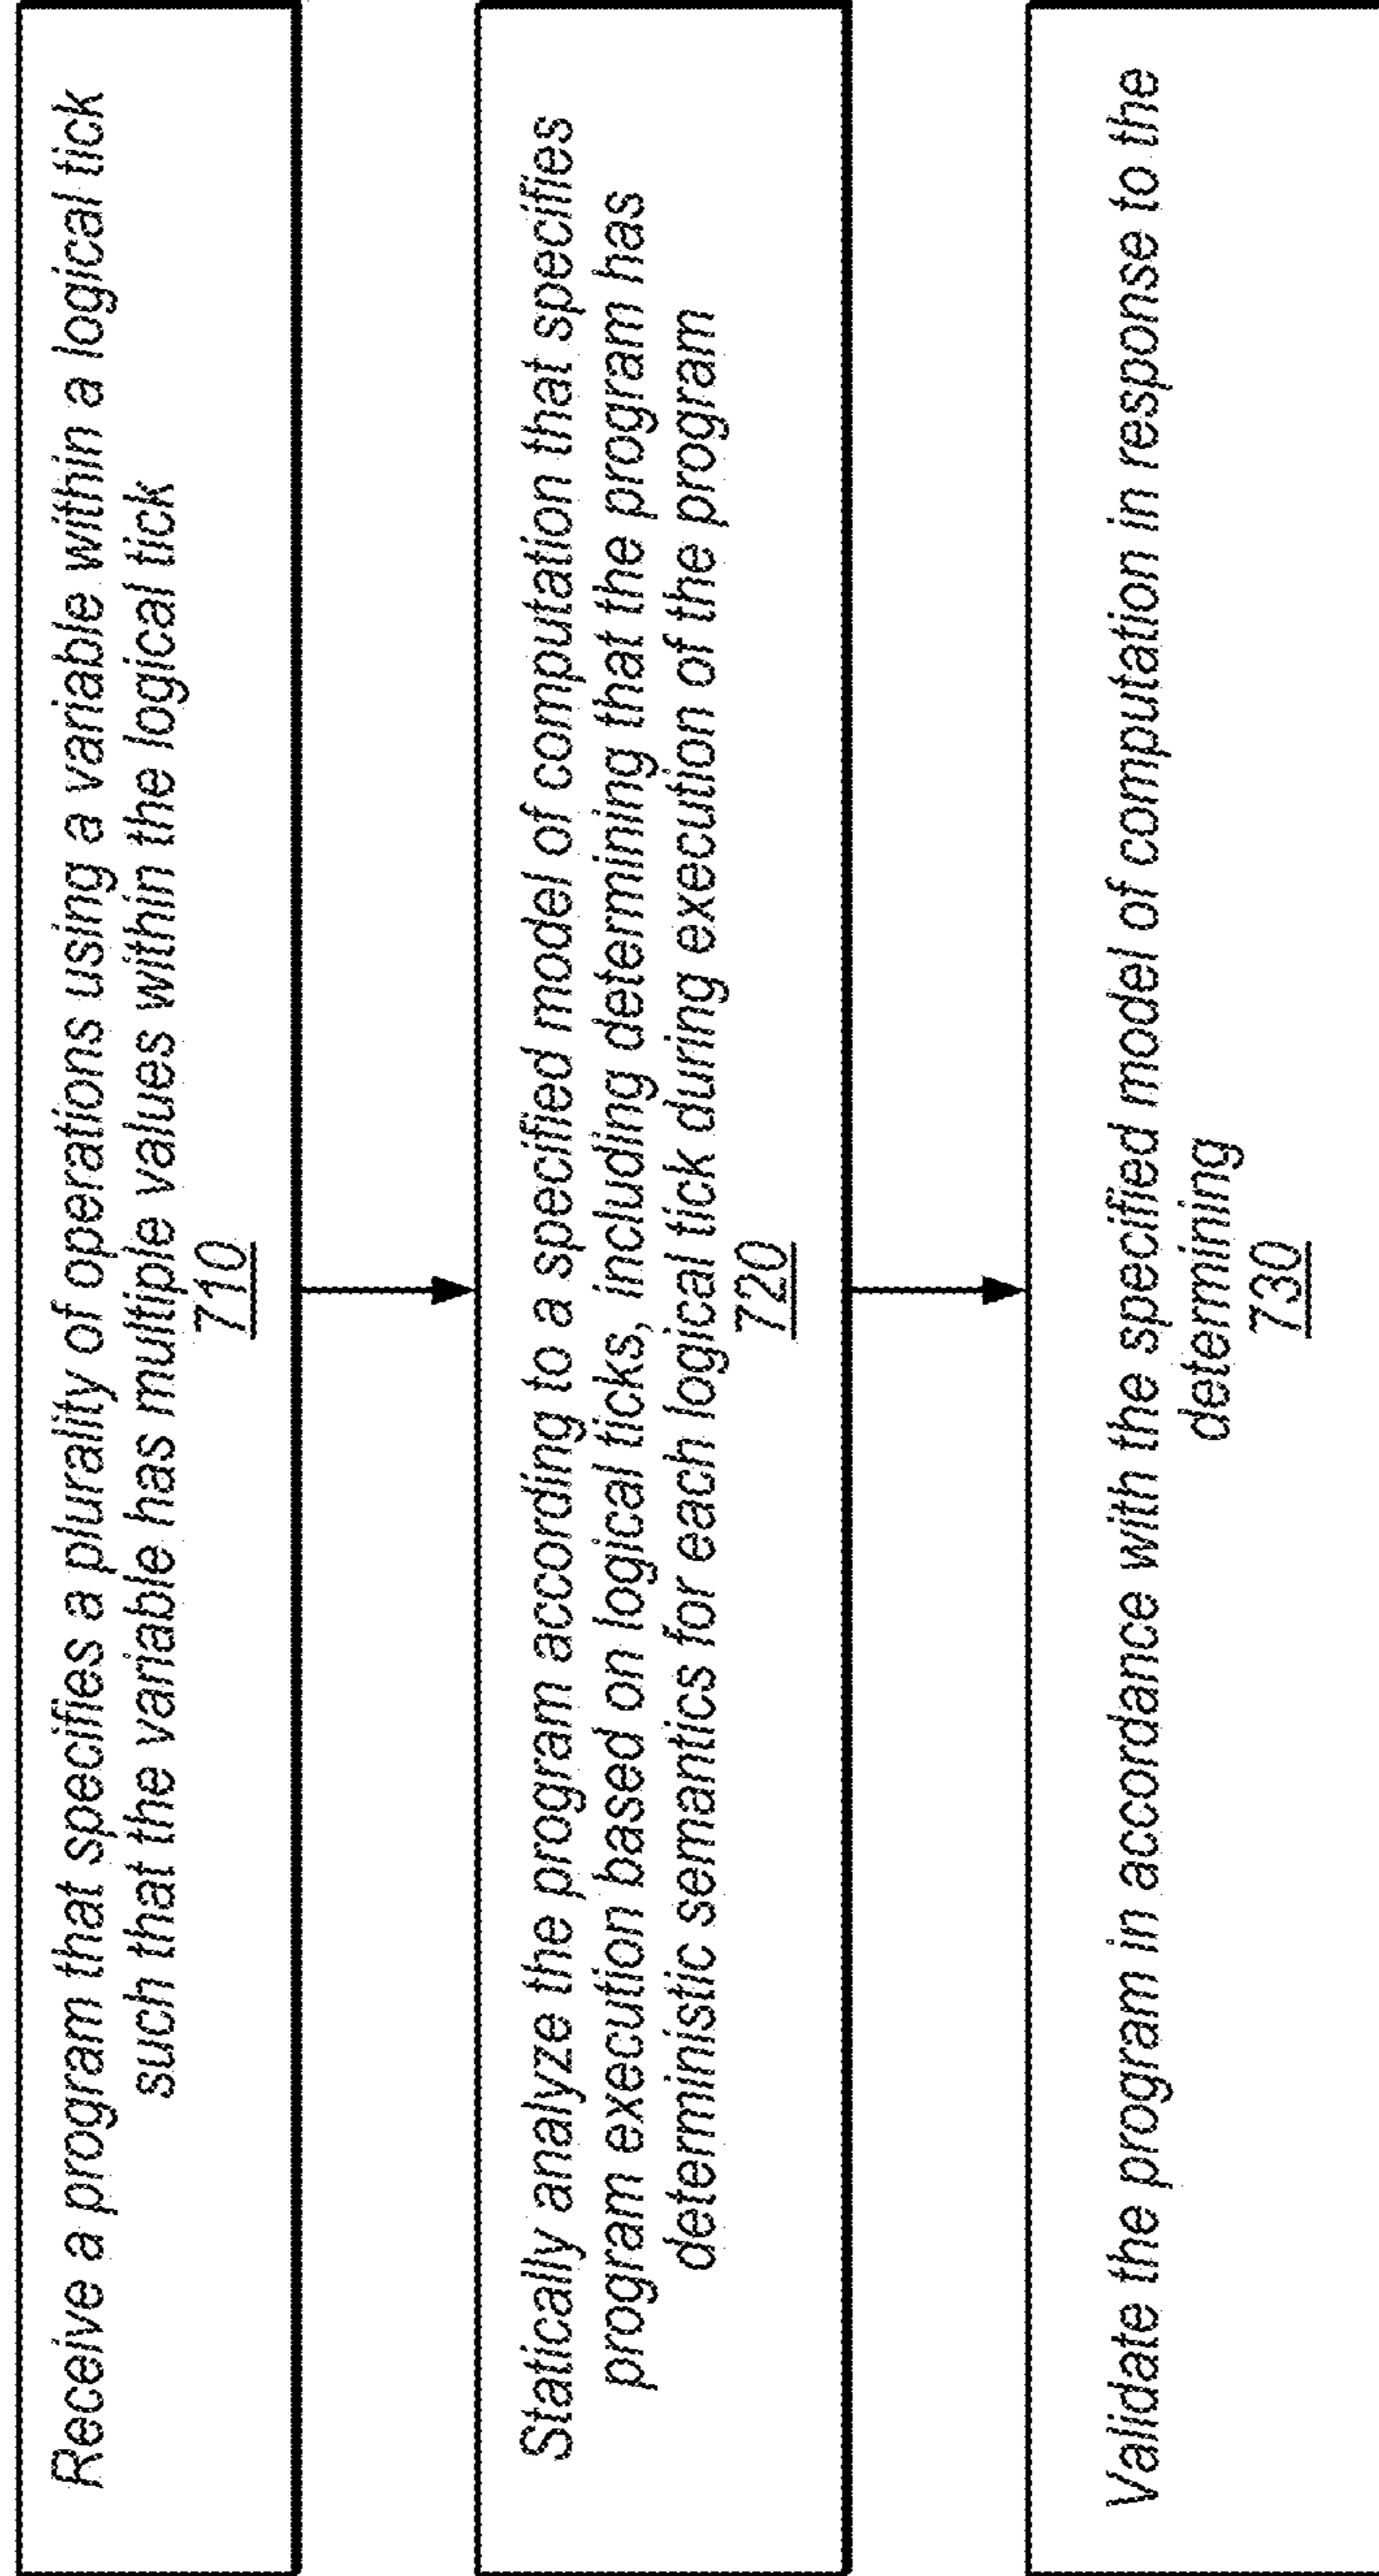 Receive a program that specifies a plurality of operations using a variable within a logical tick
such that the variable has multiple values within the logical tick
710
Statically analyze the program according to a specified model of computation that specifies
program execution based on logical ticks, including determining that the program has
deterministic semantics for each logical tick during execution of the program
720
Validate the program in accordance with the specified model of computation in response to the
determining
730